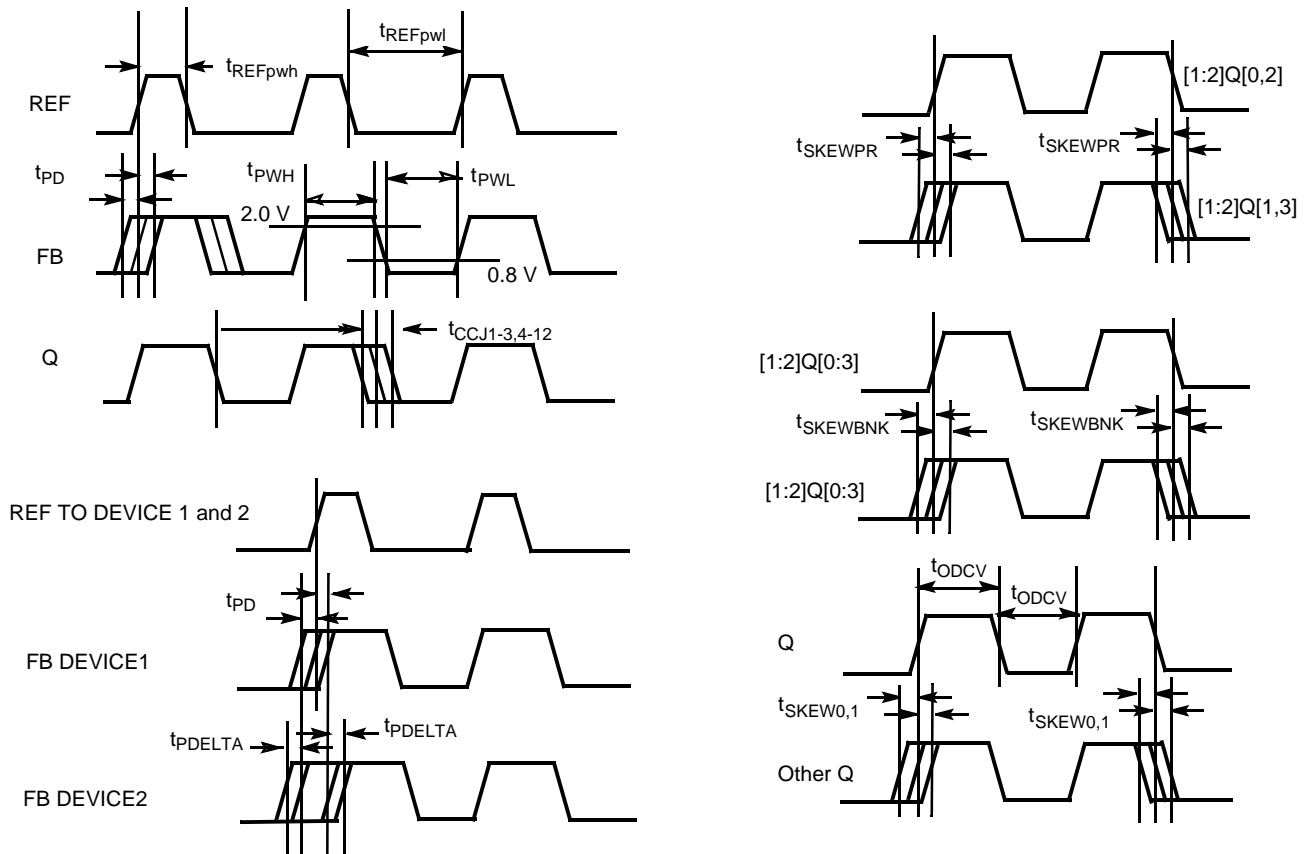 tREFpwl
tREFpwh
REF
tPD
tPWH
tPWL
2.0 V
FB
0.8 V
tCCJ1-3,4-12
Q
REF TO DEVICE 1 and 2
tPD
FB DEVICE1
tPDELTA
tPDELTA
FB DEVICE2
[1:2]Q[0,2]
tSKEWPR
tSKEWPR
[1:2]Q[1,3]
[1:2]Q[0:3]
tSKEWBNK
tSKEWBNK
[1:2]Q[0:3]
tODCV
tODCV
Q
tSKEW0,1
tSKEW0,1
Other Q